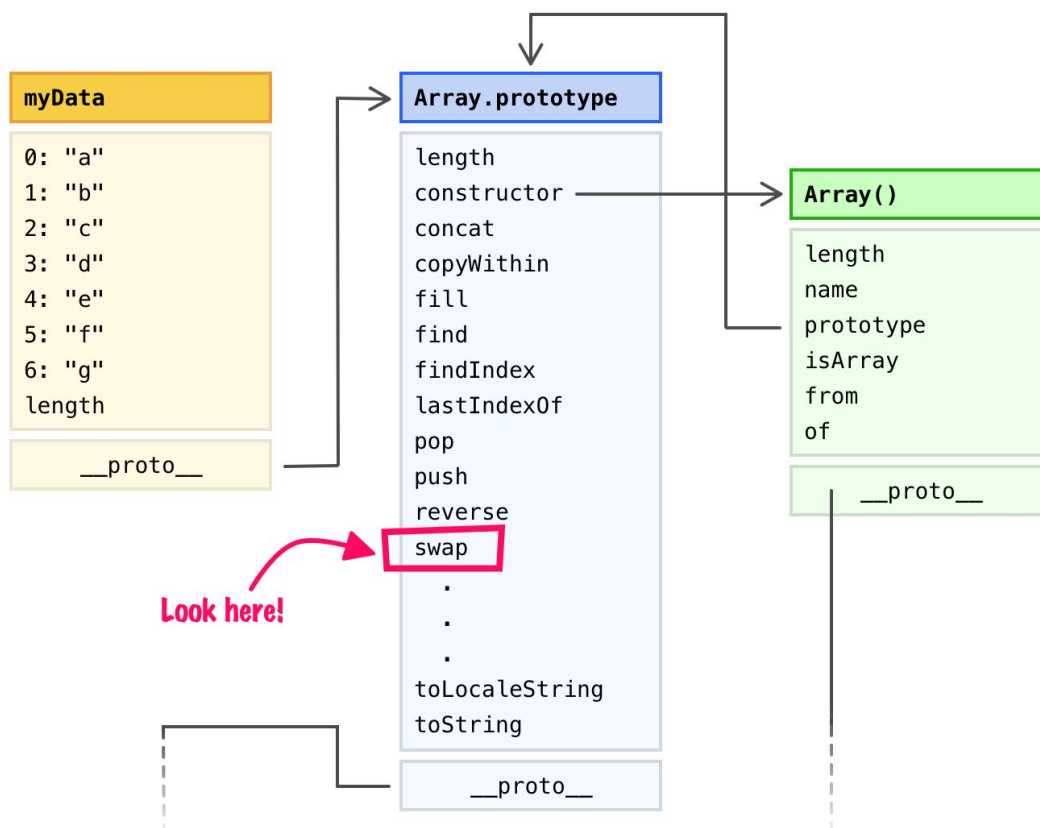 myData
0: "a"
1: "b"
2: "c"
3: "d"
4: "e"
5: "f"
6: "g"
length
__proto__
Look here!
Array.prototype
length
constructor
concat
copyWithin
fill
find
findIndex
lastIndexOf
pop
push
reverse
swap
.
.
.
toLocaleString
toString
__proto__
Array()
length
name
prototype
isArray
from
of
__proto__